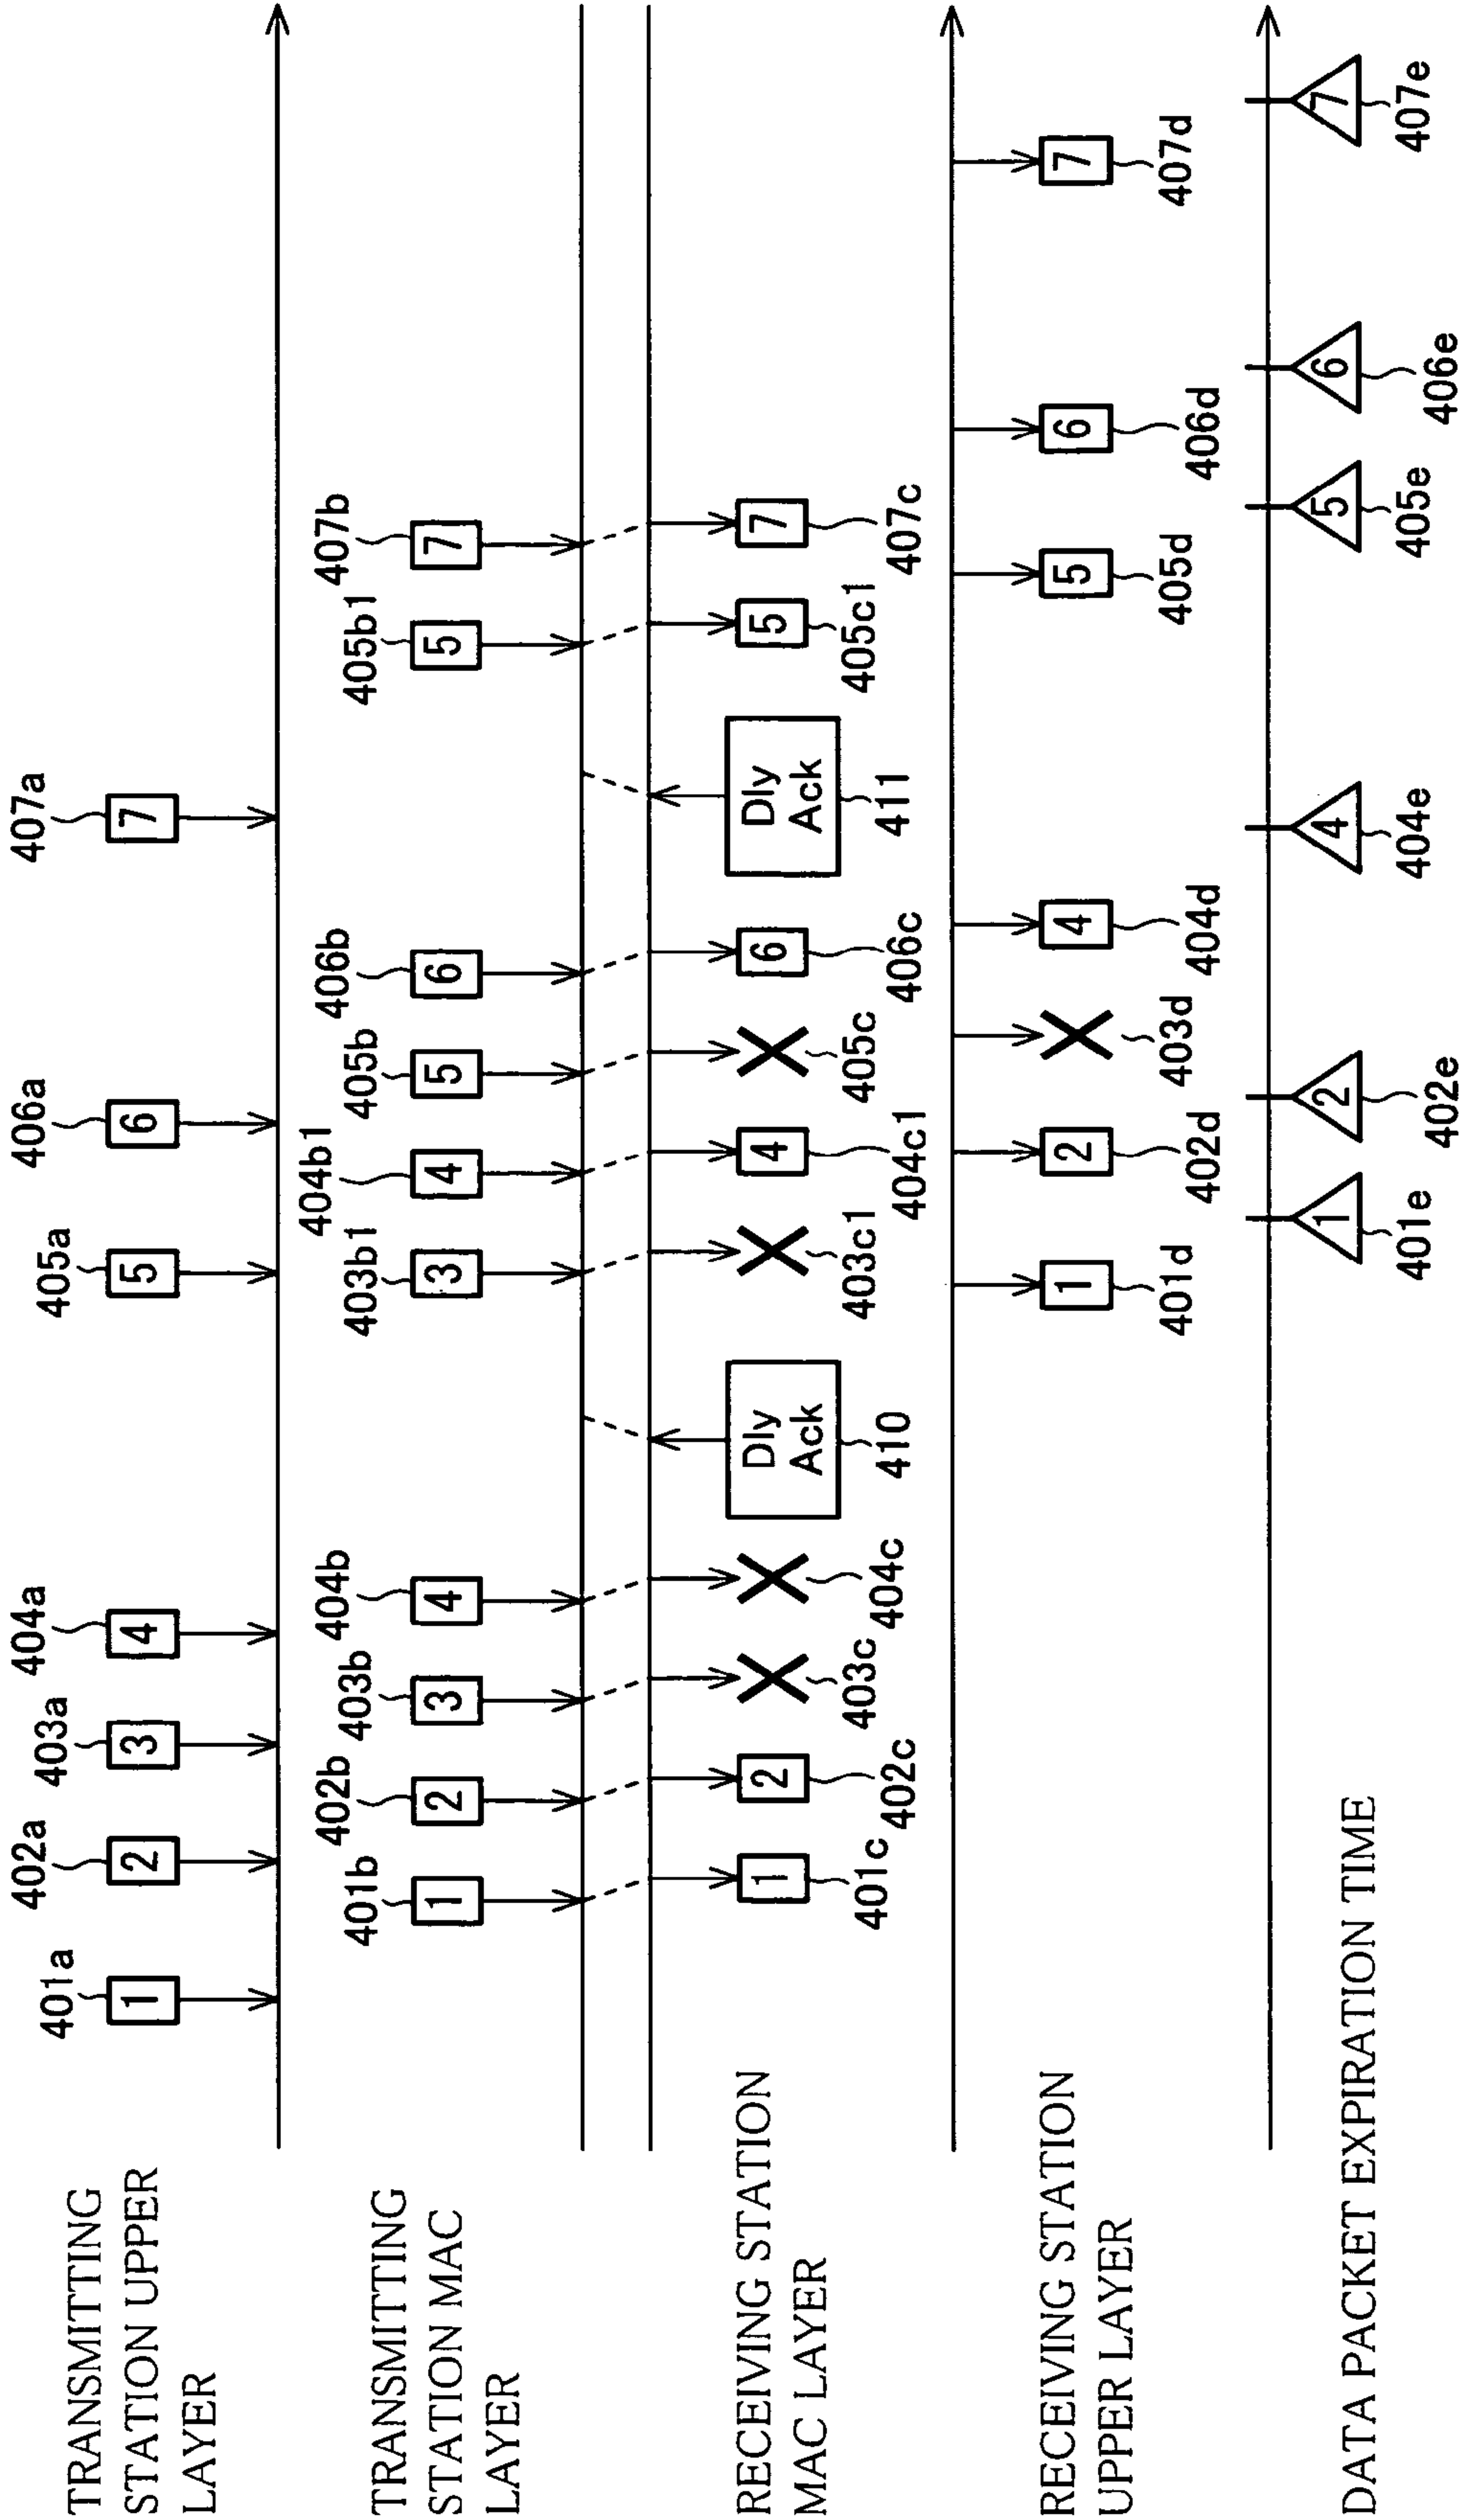 401a
402a
403a
404a
405a
406a
407a
1
2
3
4
5
6
7
TRANSMITTING
STATION UPPER
LAYER
401b
402b
403b
404b
403b1
404b1
405b
406b
405b1
407b
1
2
3
4
3
4
5
6
5
7
TRANSMITTING
STATION MAC
LAYER
1
2
Dly
Ack
4
6
Dly
Ack
5
7
RECEIVING STATION
MAC LAYER
401c
402c
403c
404c
410
403c1
404c1
405c
406c
411
405c1
407c
1
2
4
5
6
7
RECEIVING STATION
UPPER LAYER
401d
402d
403d
404d
405d
406d
407d
1
2
4
5
6
7
DATA PACKET EXPIRATION TIME
401e
402e
404e
405e
406e
407e